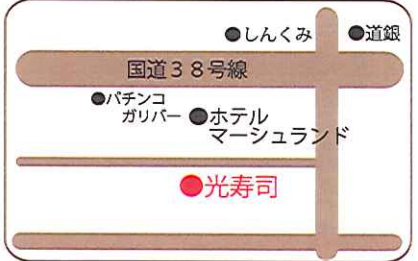 ●しんくみ ●道銀
国道38号線
●パチンコ
ガリバー
●ホテル
マーシュランド
●光寿司